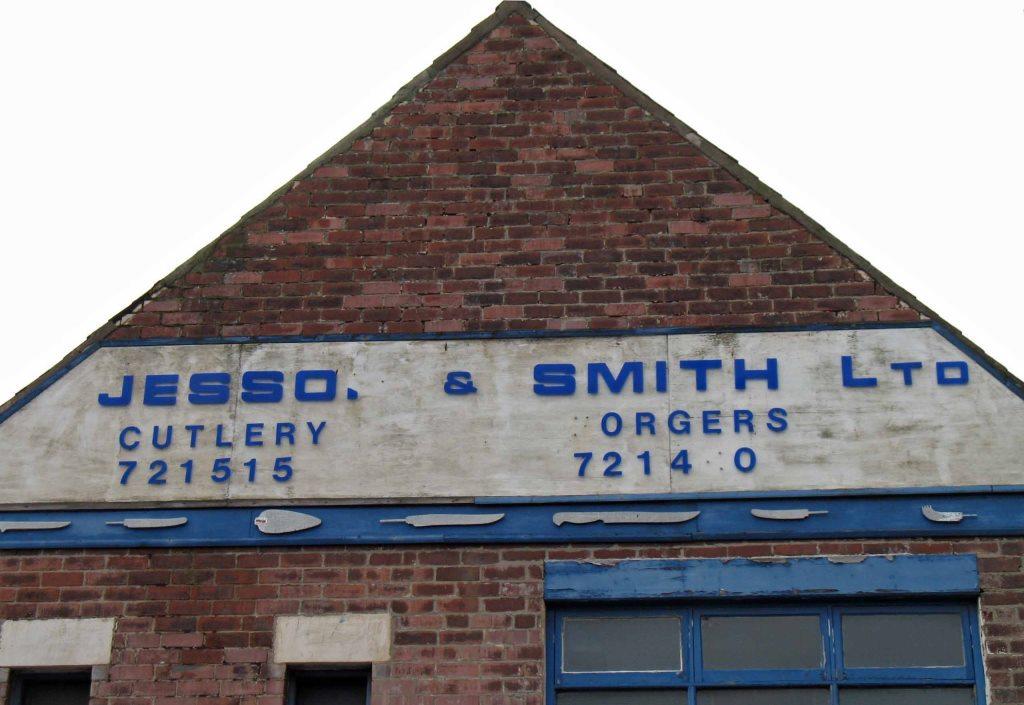 JESSO. & SMITH LTD
CUTLERY ORGERS
721515 7214 0